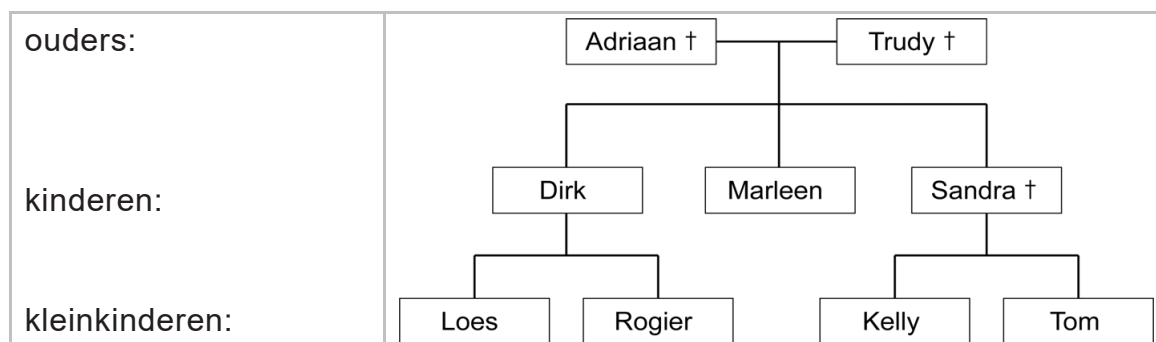 ouders:
Adriaan † Trudy †
kinderen:
Dirk Marleen Sandra †
kleinkinderen:
Loes Rogier Kelly Tom